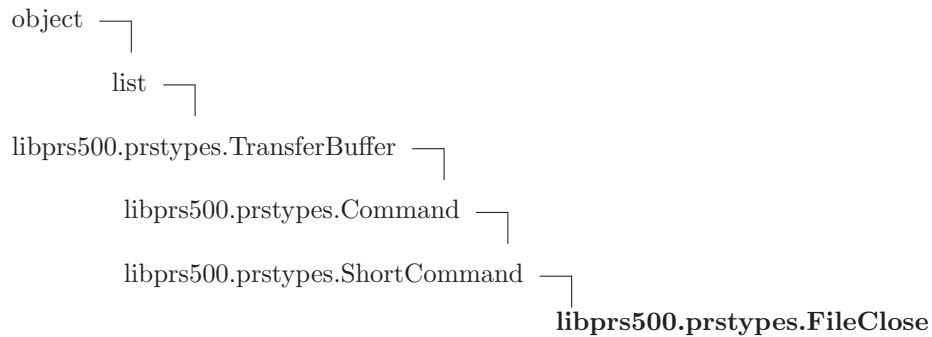 object
list
libprs500.prstypes.TransferBuffer
libprs500.prstypes.Command
libprs500.prstypes.ShortCommand
libprs500.prstypes.FileClose